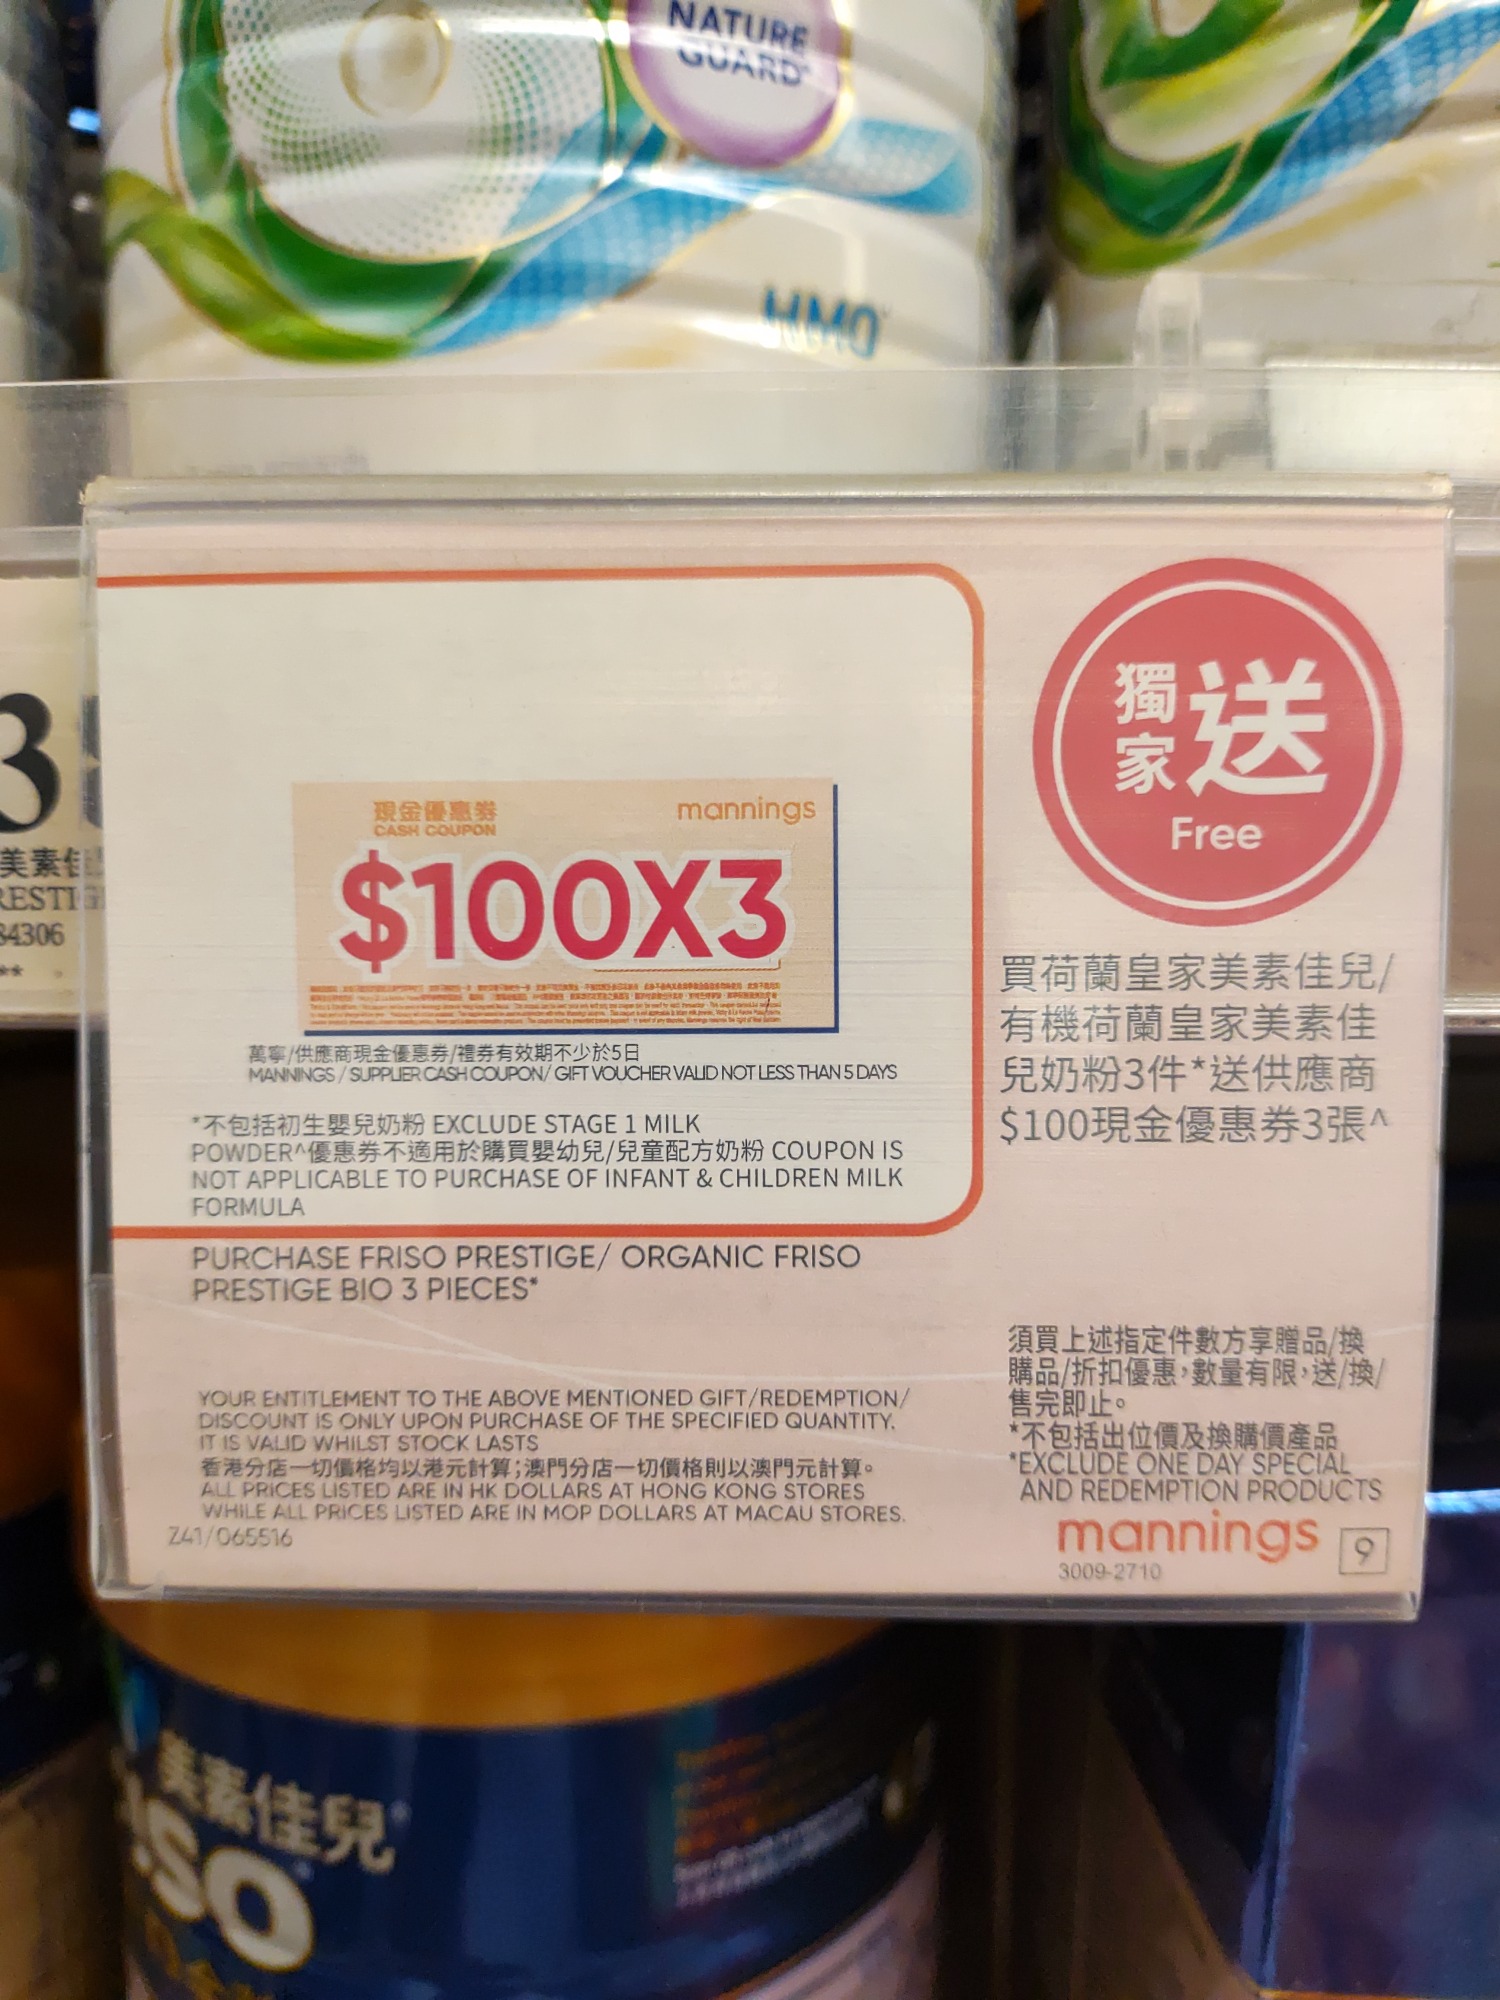 NATURE
GUARD
HMO
獨家送
Free
現金優惠券
CASH COUPON
mannings
$100X3
萬寧/供應商現金優惠券/禮券有效期不少於5日
MANNINGS / SUPPLIER CASH COUPON/ GIFT VOUCHER VALID NOT LESS THAN 5 DAYS
*不包括初生嬰兒奶粉 EXCLUDE STAGE 1 MILK
POWDER^優惠券不適用於購買嬰幼兒/兒童配方奶粉 COUPON IS
NOT APPLICABLE TO PURCHASE OF INFANT & CHILDREN MILK
FORMULA
買荷蘭皇家美素佳兒/
有機荷蘭皇家美素佳
兒奶粉3件*送供應商
$100現金優惠券3張^
PURCHASE FRISO PRESTIGE/ ORGANIC FRISO
PRESTIGE BIO 3 PIECES*
YOUR ENTITLEMENT TO THE ABOVE MENTIONED GIFT/REDEMPTION/
DISCOUNT IS ONLY UPON PURCHASE OF THE SPECIFIED QUANTITY.
IT IS VALID WHILST STOCK LASTS
香港分店一切價格均以港元計算;澳門分店一切價格則以澳門元計算。
ALL PRICES LISTED ARE IN HK DOLLARS AT HONG KONG STORES
WHILE ALL PRICES LISTED ARE IN MOP DOLLARS AT MACAU STORES.
Z41/065516
須買上述指定件數方享贈品/換
購品/折扣優惠,數量有限,送/換/
售完即止。
*不包括出位價及換購價產品
*EXCLUDE ONE DAY SPECIAL
AND REDEMPTION PRODUCTS
mannings
9
3009-2710
3
美素佳
84306
**
美素佳兒